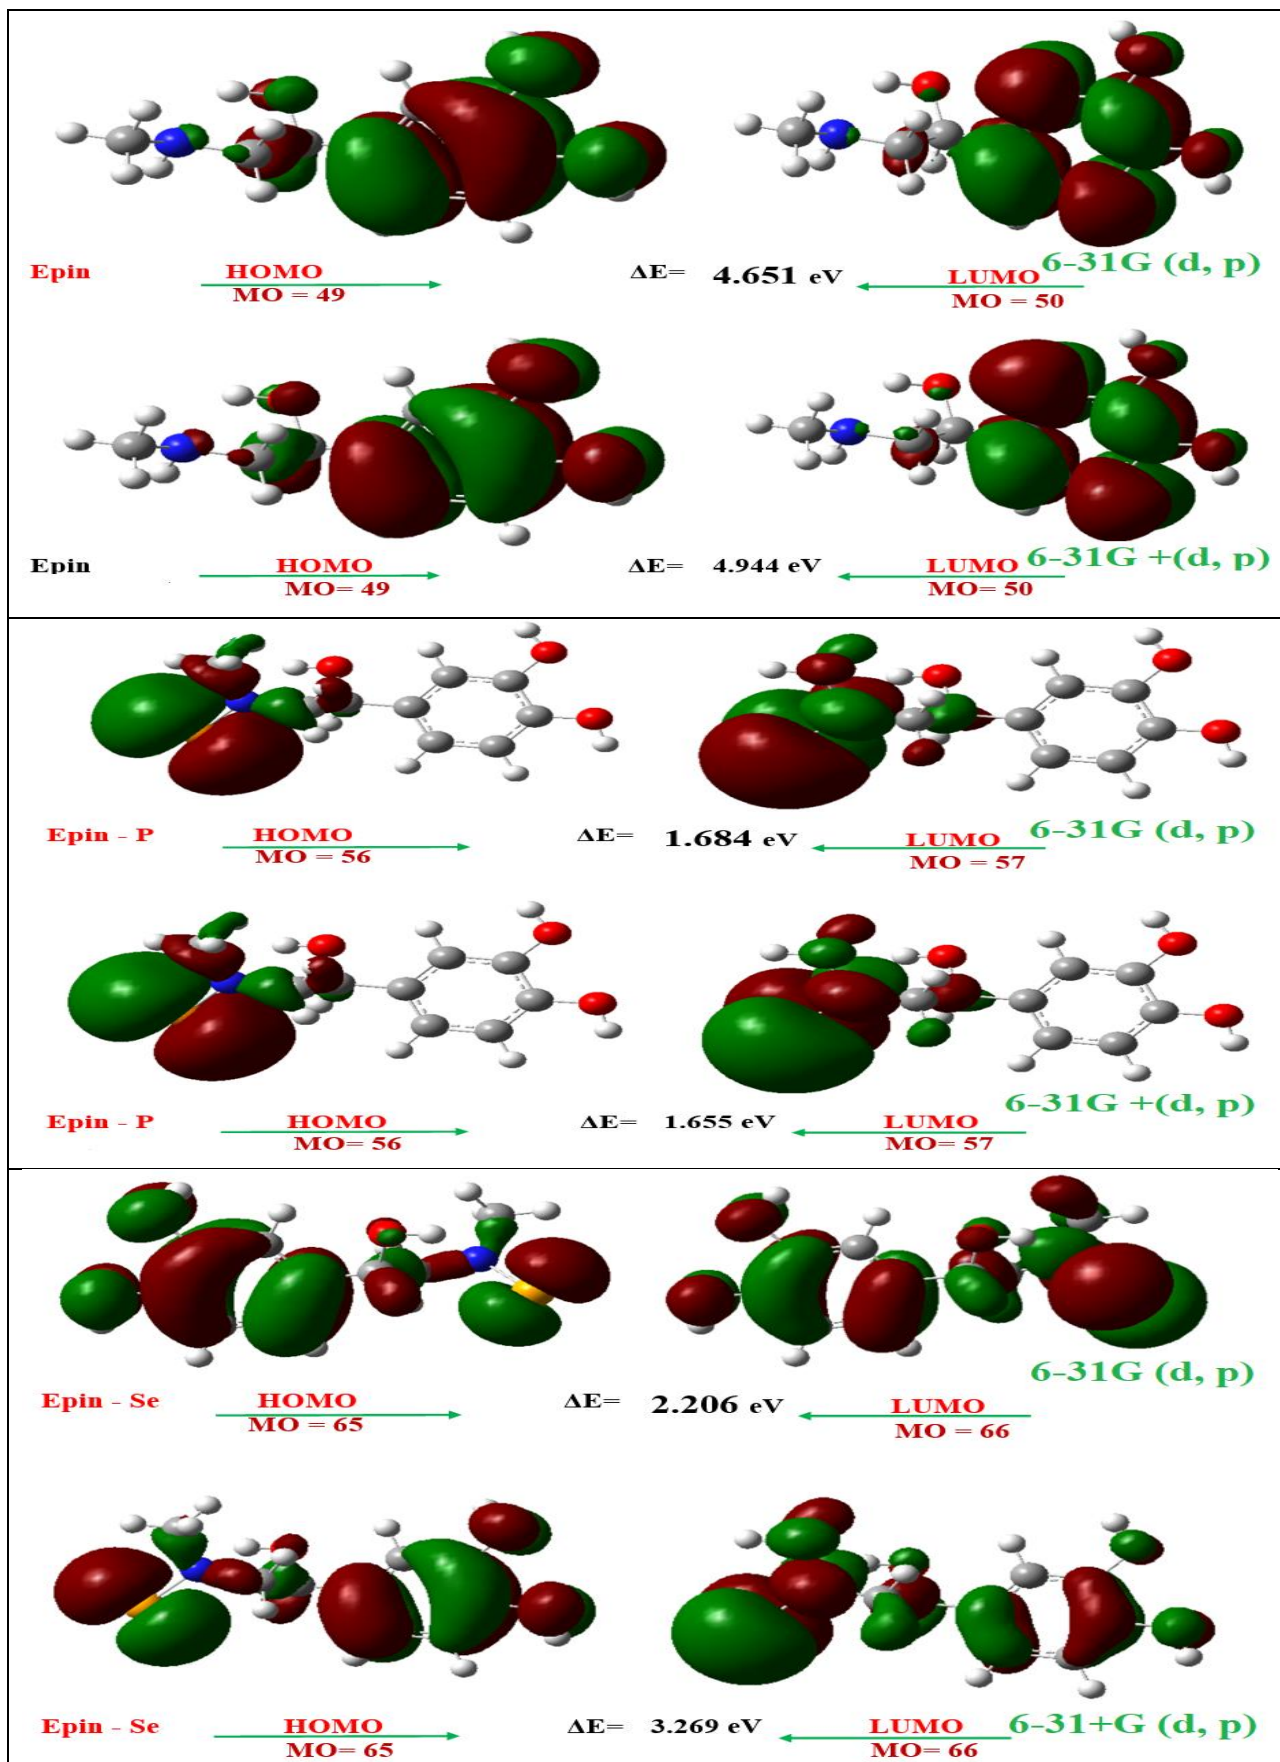 Epin HOMO ΔE= 4.651 eV LUMO 6-31G (d, p)
MO = 49 MO = 50
Epin HOMO ΔE= 4.944 eV LUMO 6-31G +(d, p)
MO= 49 MO= 50
Epin - P HOMO ΔE= 1.684 eV LUMO 6-31G (d, p)
MO = 56 MO = 57
Epin - P HOMO ΔE= 1.655 eV LUMO 6-31G +(d, p)
MO= 56 MO= 57
Epin - Se HOMO ΔE= 2.206 eV LUMO 6-31G (d, p)
MO = 65 MO = 66
Epin - Se HOMO ΔE= 3.269 eV LUMO 6-31+G (d, p)
MO= 65 MO= 66